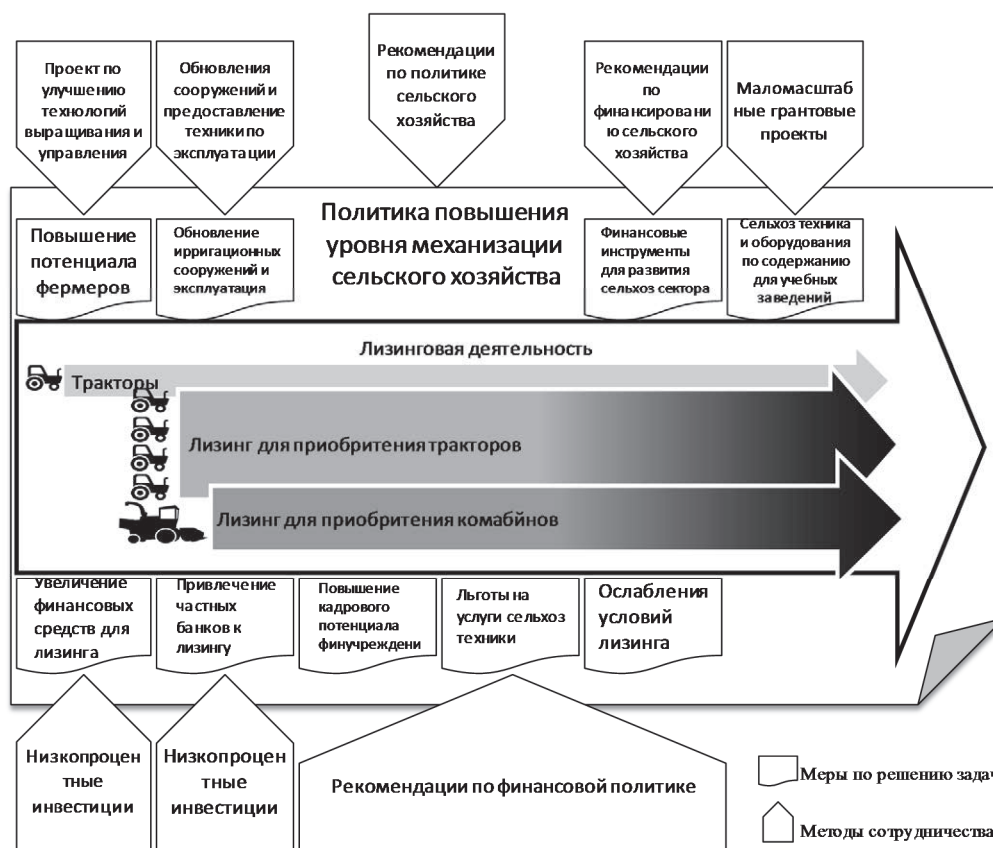 Проект по
улучшению
технологий
выращивания и
управления
Обновления
сооружений и
предоставление
техники по
эксплуатации
Рекомендации
по политике
сельского
хозяйства
Рекомендации
по
финансировани
ю сельского
хозяйства
Маломасштаб
ные грантовые
проекты
Политика повышения
уровня механизации
сельского хозяйства
Повышение
потенциала
фермеров
Обновление
ирригационных
сооружений и
эксплуатация
Финансовые
инструменты
для развития
сельхоз сектора
Сельхоз техника
и оборудования
по содержанию
для учебных
заведений
Лизинговая деятельность
Тракторы
Лизинг для приобритения тракторов
Лизинг для приобритения комабйнов
Увеличение
финансовых
средств для
лизинга
Привлечение
частных
банков к
лизингу
Повышение
кадрового
потенциала
финучреждени
Льготы на
услуги сельхоз
техники
Ослабления
условий
лизинга
Низкопроцен
тные
инвестиции
Низкопроцен
тные
инвестиции
Рекомендации по финансовой политике
Меры по решению задач
Методы сотрудничества